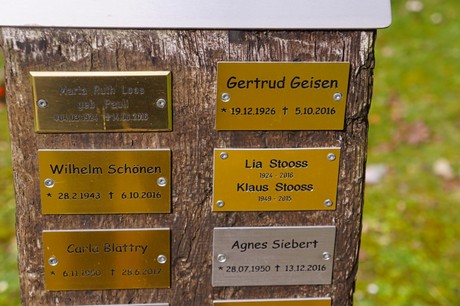 Maria Ruth Loos
geb. Pauli
Gertrud Geisen
* 19.12.1926 † 5.10.2016
Wilhelm Schönen
* 28.2.1943 † 6.10.2016
Lia Stooss
1924 - 2016
Klaus Stooss
1949 - 2015
Carla Blattry
Agnes Siebert
* 28.07.1950 † 13.12.2016